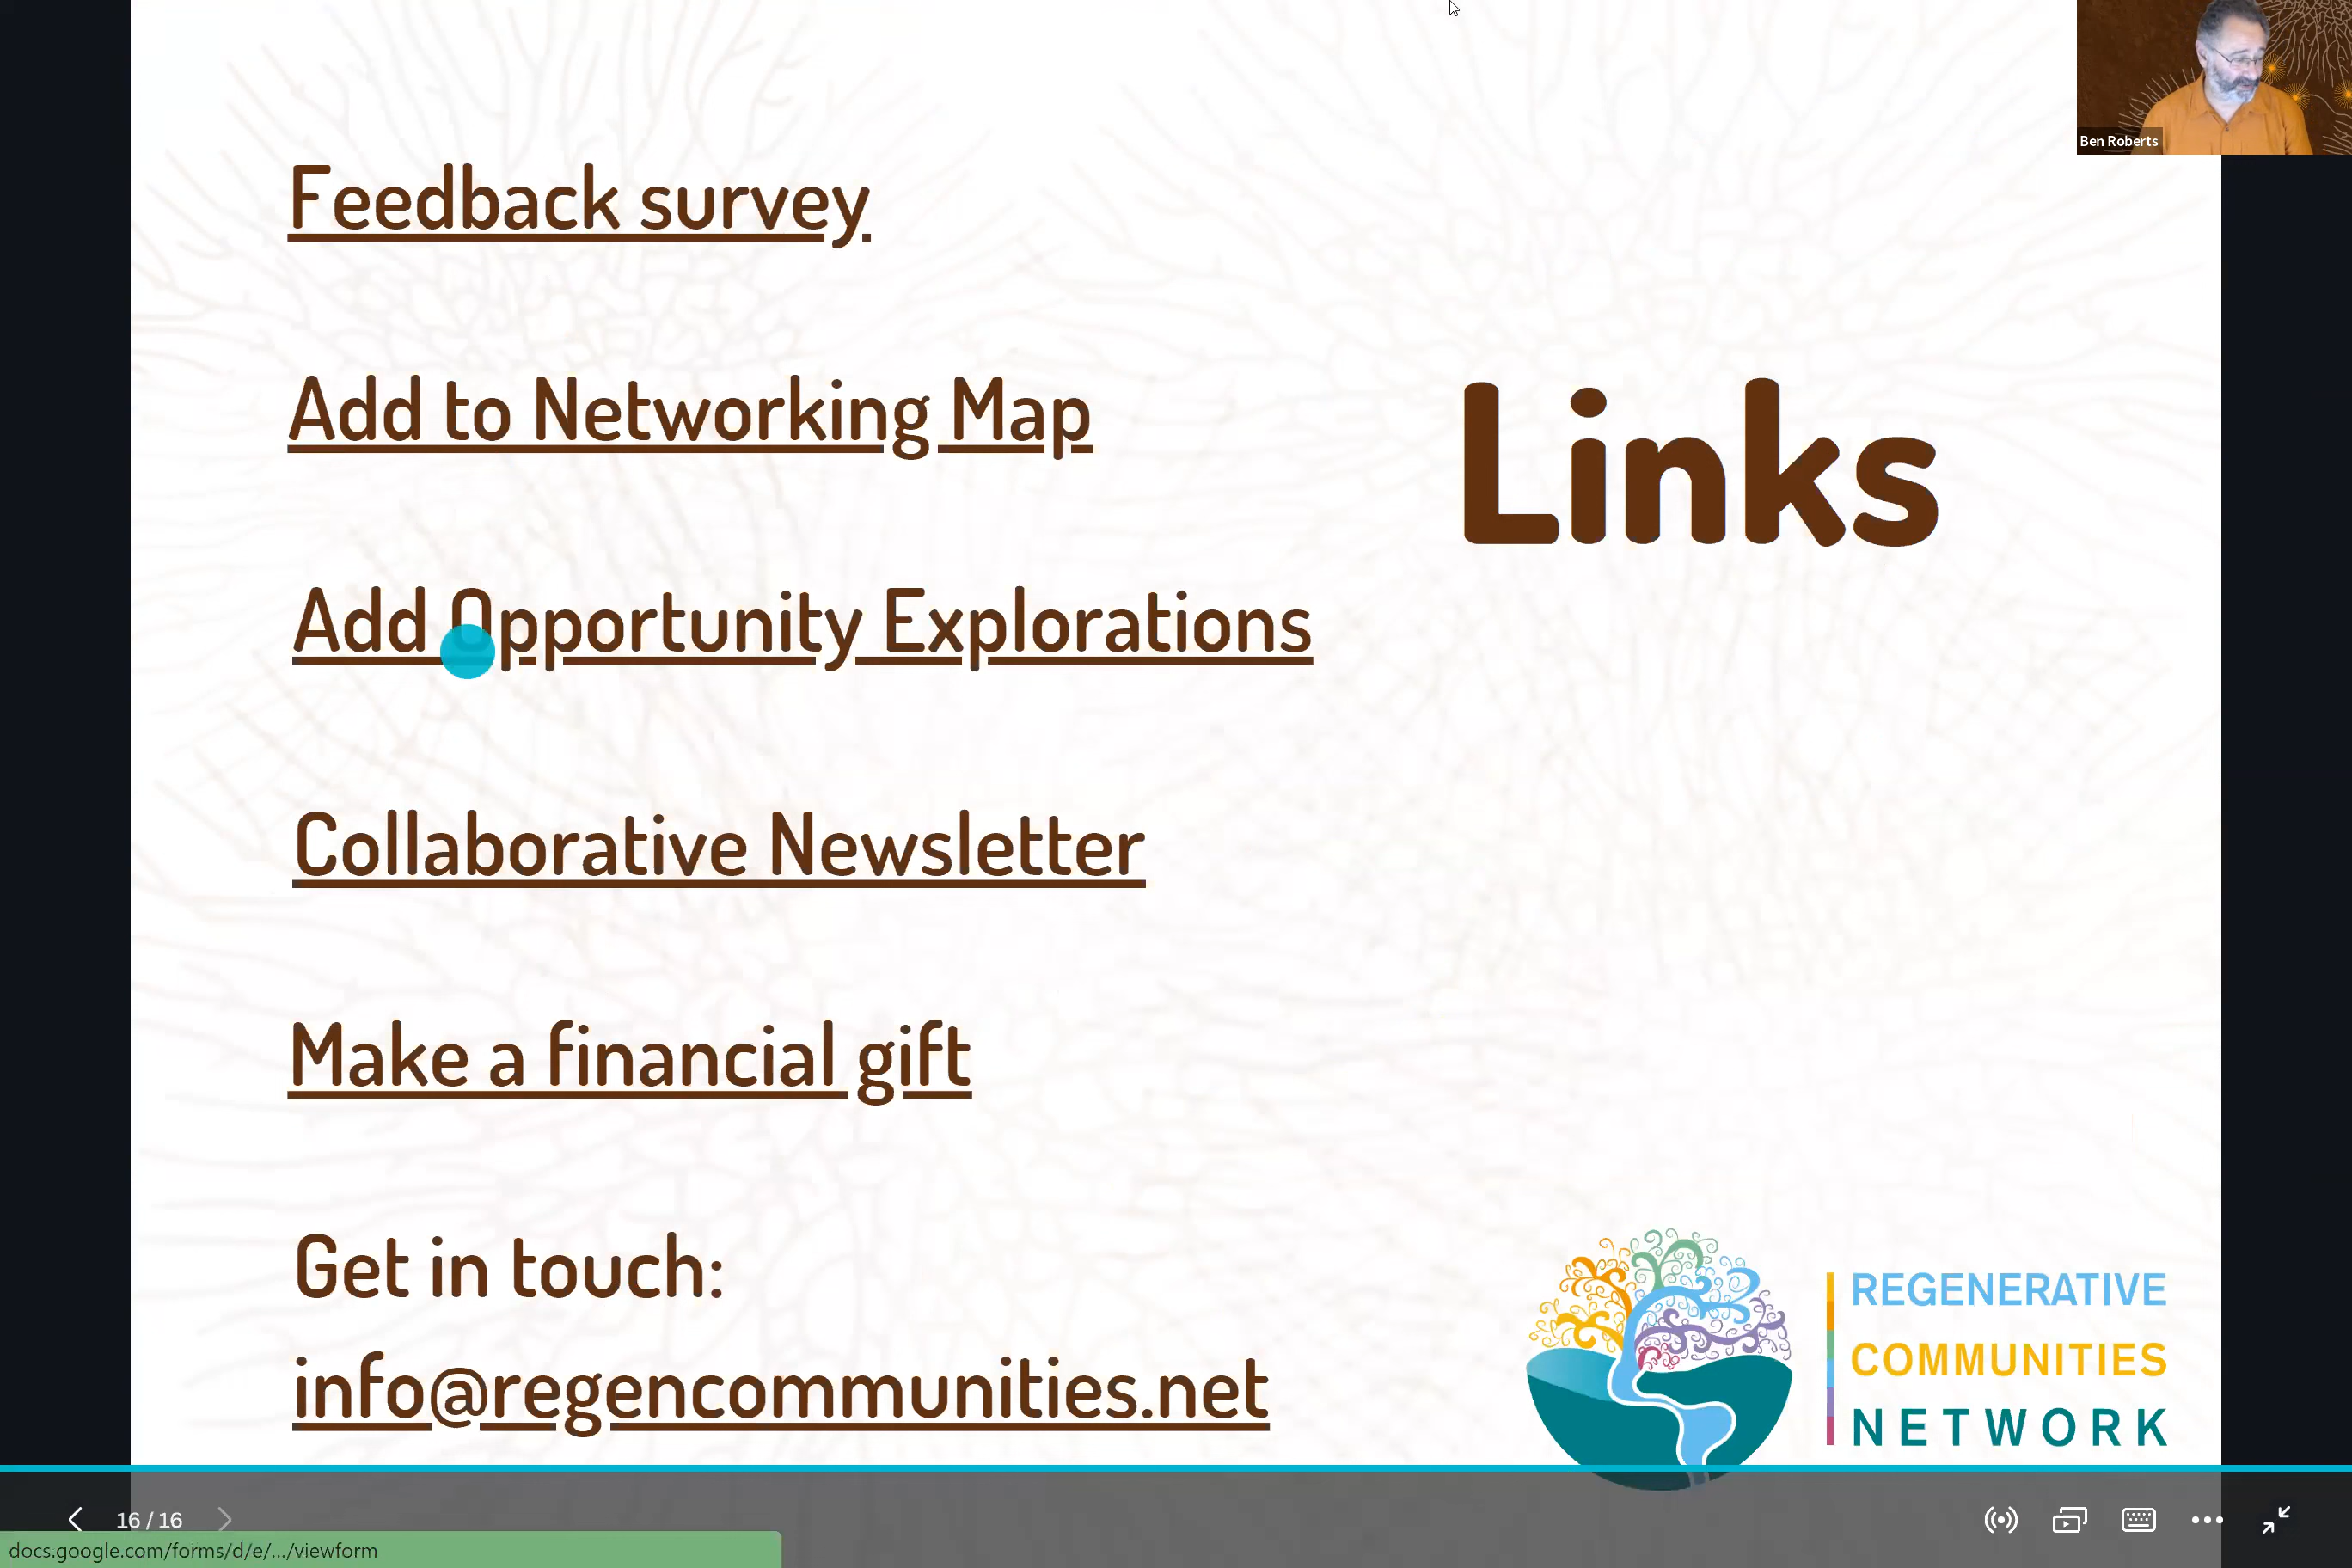 Ben Roberts
Feedback survey
Add to Networking Map
Links
Add Opportunity Explorations
Collaborative Newsletter
Make a financial gift
Get in touch:
info@regencommunities.net
REGENERATIVE
COMMUNITIES
NETWORK
16 / 16
docs.google.com/forms/d/e/.../viewform